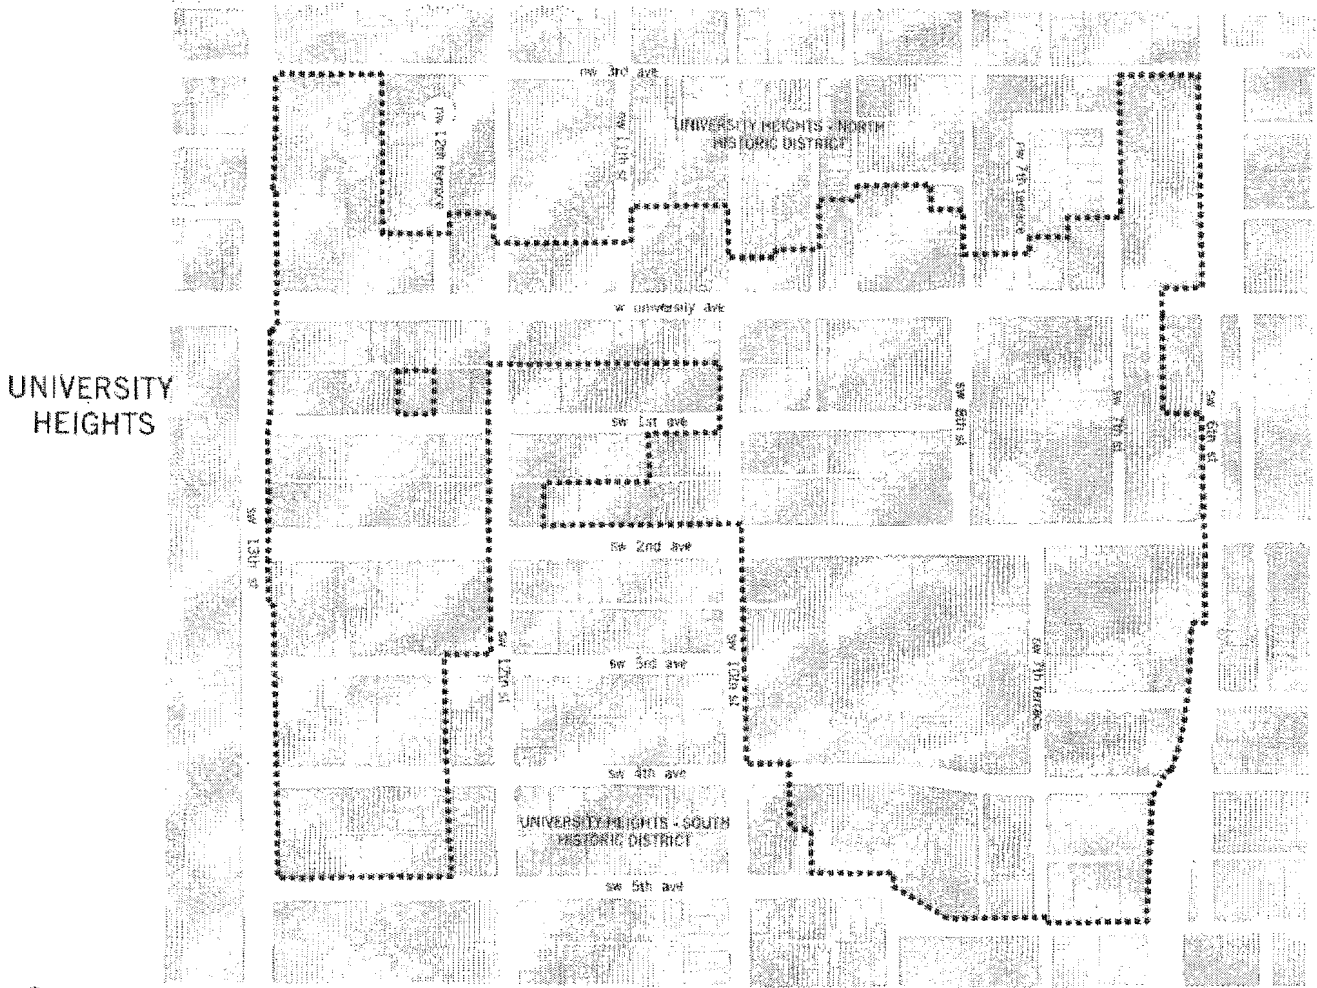 nw 3rd ave
nw 12th terrace
nw 11th st
UNIVERSITY HEIGHTS - NORTH
HISTORIC DISTRICT
nw 7th terrace
w university ave
UNIVERSITY
HEIGHTS
sw 1st ave
sw 8th st
sw 7th st
sw 6th st
sw 13th st
sw 2nd ave
sw 12th st
sw 3rd ave
sw 10th st
sw 7th terrace
sw 4th ave
UNIVERSITY HEIGHTS - SOUTH
HISTORIC DISTRICT
sw 5th ave